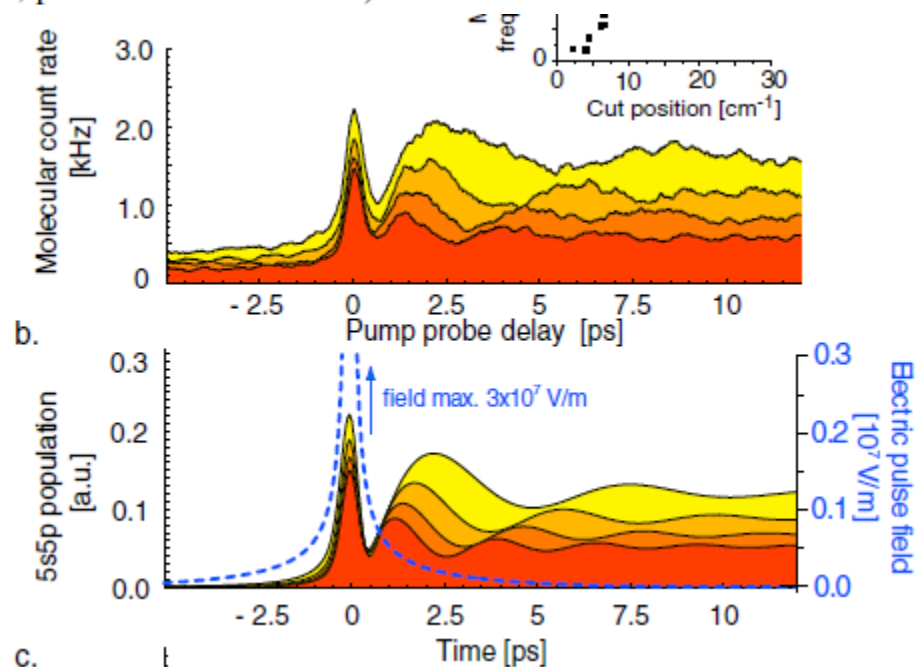 freq
0
0 10 20 30
Cut position [cm-1]
Molecular count rate
[kHz]
3.0
2.0
1.0
0
- 2.5 0 2.5 5 7.5 10
Pump probe delay [ps]
b.
5s5p population
[a.u.]
0.3
0.2
0.1
0.0
field max. 3x10⁷ V/m
0.3
0.2
0.1
0.0
Electric pulse field
[10⁷ V/m]
- 2.5 0 2.5 5 7.5 10
Time [ps]
c.